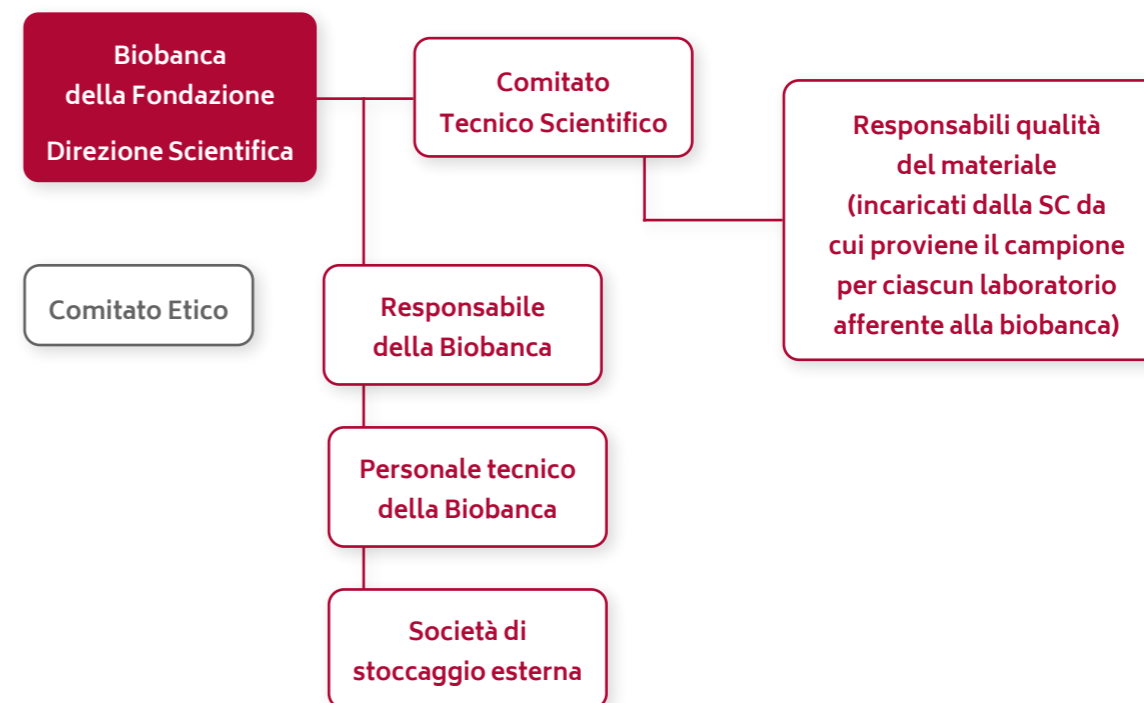 Biobanca
della Fondazione
Direzione Scientifica
Comitato
Tecnico Scientifico
Responsabili qualità
del materiale
(incaricati dalla SC da
cui proviene il campione
per ciascun laboratorio
afferente alla biobanca)
Comitato Etico
Responsabile
della Biobanca
Personale tecnico
della Biobanca
Società di
stoccaggio esterna